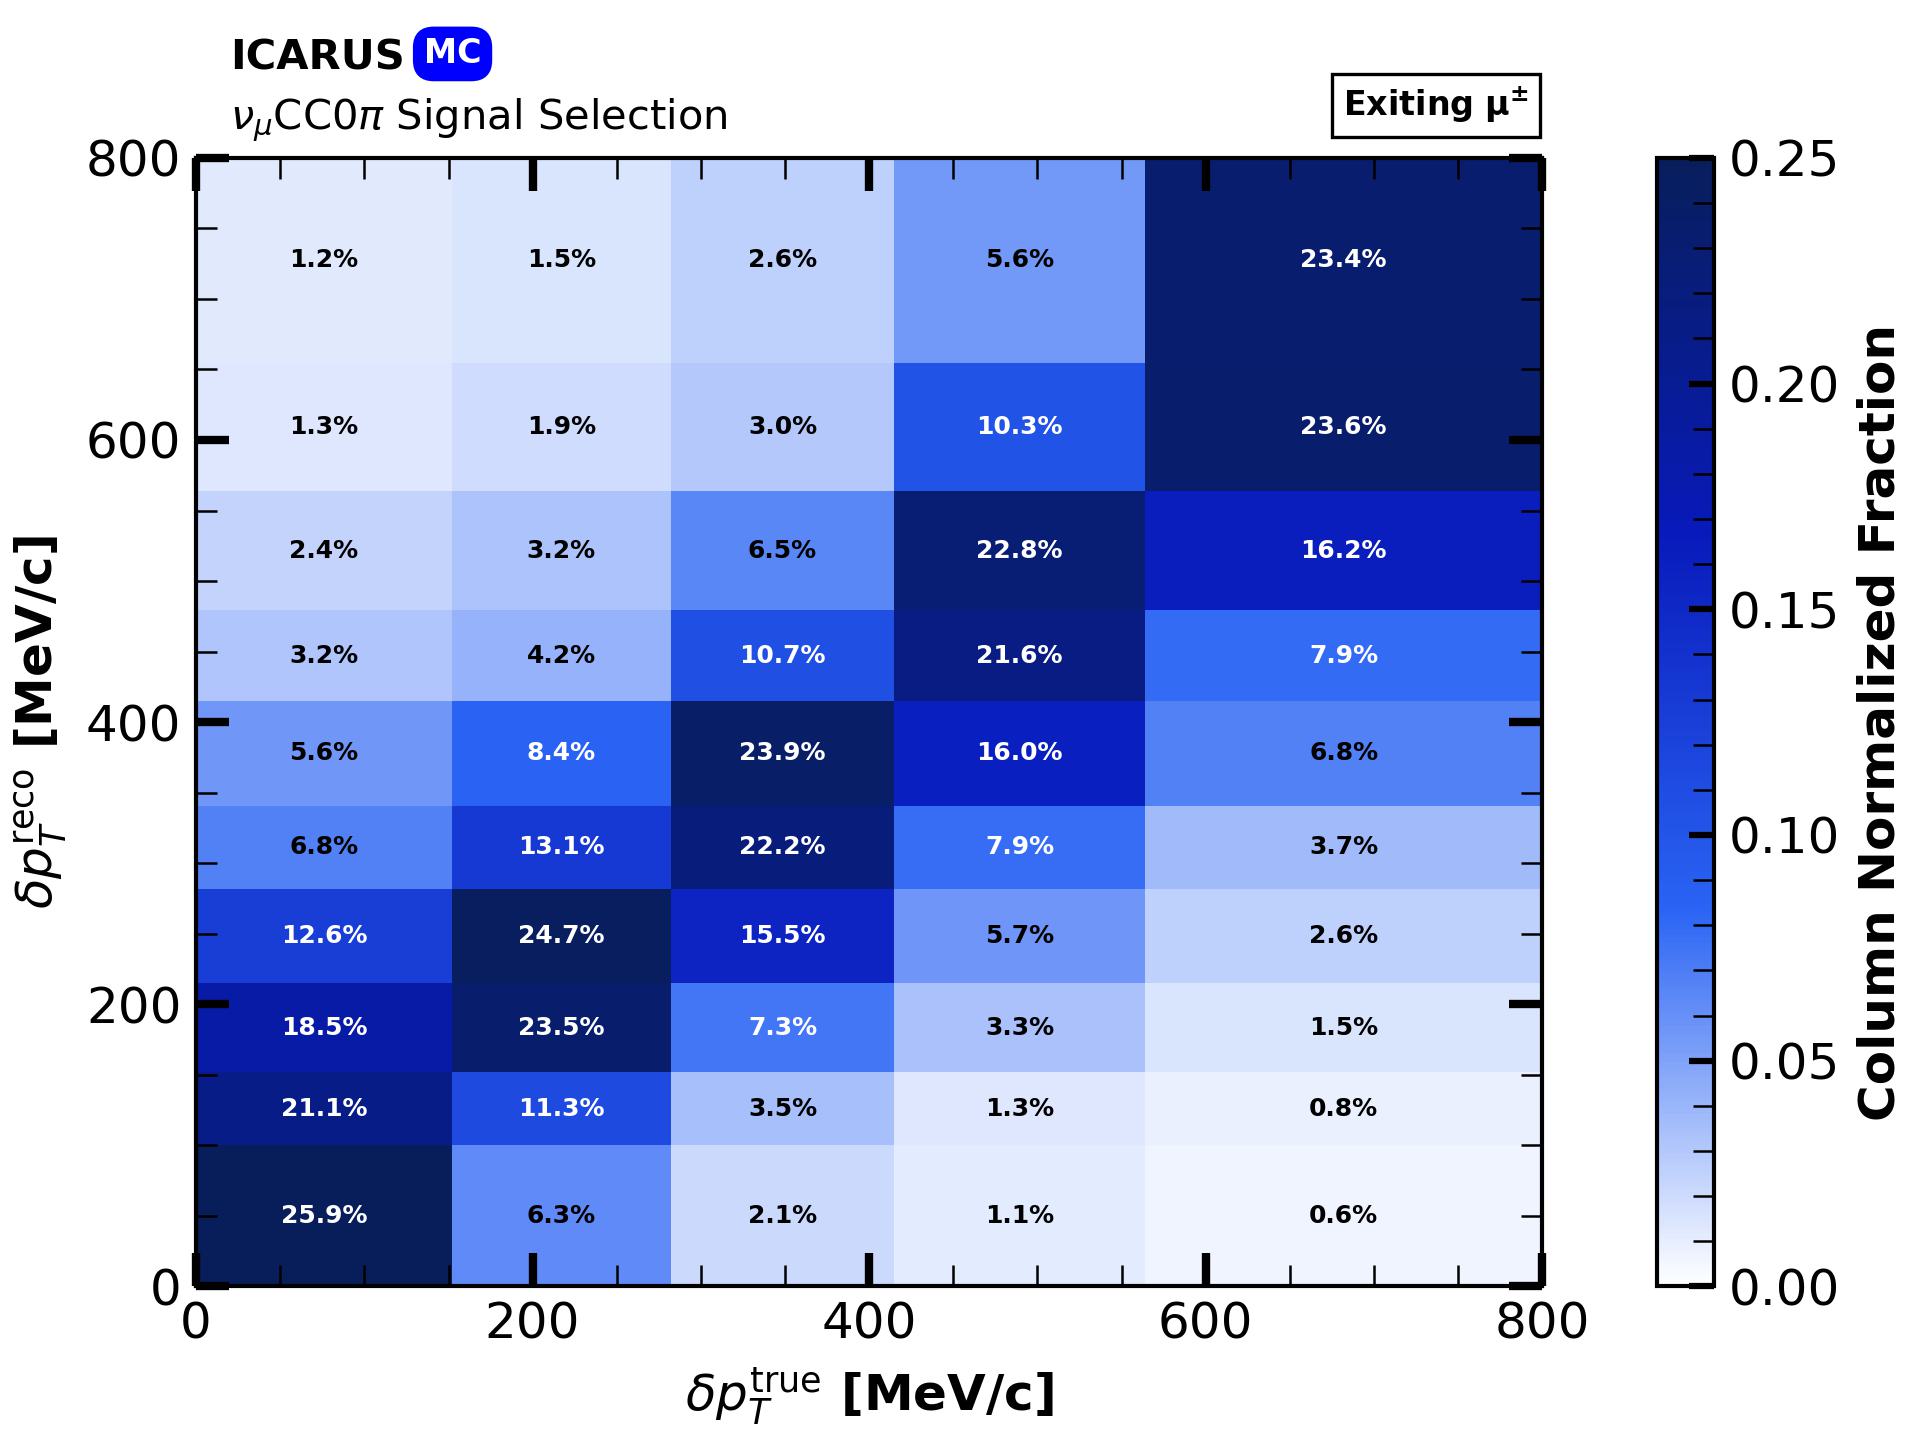 ICARUS MC
ν_μCC0π Signal Selection
Exiting μ^±
800
600
400
200
0
δp_T^reco [MeV/c]
1.2% 1.5% 2.6% 5.6% 23.4%
1.3% 1.9% 3.0% 10.3% 23.6%
2.4% 3.2% 6.5% 22.8% 16.2%
3.2% 4.2% 10.7% 21.6% 7.9%
5.6% 8.4% 23.9% 16.0% 6.8%
6.8% 13.1% 22.2% 7.9% 3.7%
12.6% 24.7% 15.5% 5.7% 2.6%
18.5% 23.5% 7.3% 3.3% 1.5%
21.1% 11.3% 3.5% 1.3% 0.8%
25.9% 6.3% 2.1% 1.1% 0.6%
0 200 400 600 800
δp_T^true [MeV/c]
0.25
0.20
0.15
0.10
0.05
0.00
Column Normalized Fraction